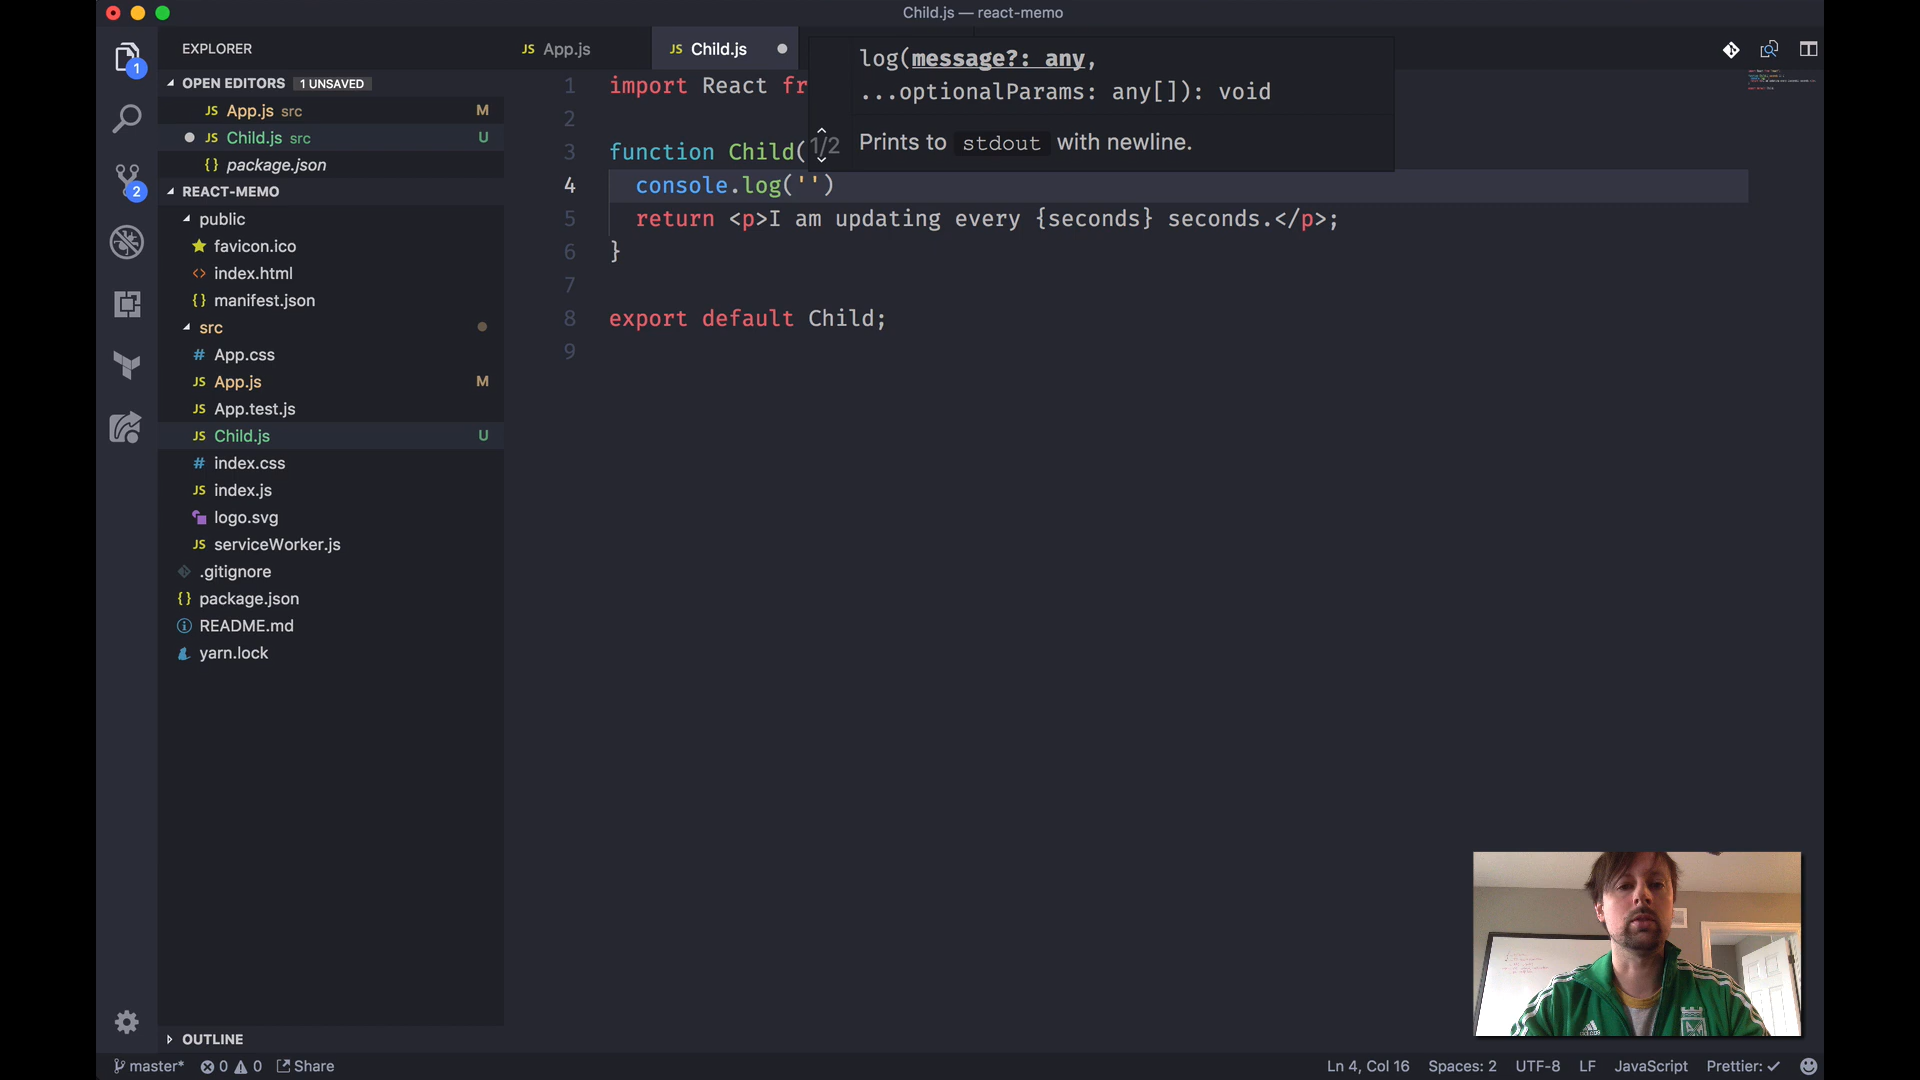 Child.js — react-memo
EXPLORER
OPEN EDITORS 1 UNSAVED
JS App.js src M
JS Child.js src U
{} package.json
REACT-MEMO
public
favicon.ico
<> index.html
{} manifest.json
src
# App.css
JS App.js M
JS App.test.js
JS Child.js U
# index.css
JS index.js
logo.svg
JS serviceWorker.js
.gitignore
{} package.json
README.md
yarn.lock
OUTLINE
1
2
JS App.js
JS Child.js
log(message?: any,
...optionalParams: any[]): void
1/2 Prints to stdout with newline.
1 import React fr
2
3 function Child(
4 console.log('')
5 return <p>I am updating every {seconds} seconds.</p>;
6 }
7
8 export default Child;
9
master* 0 0 Share
Ln 4, Col 16 Spaces: 2 UTF-8 LF JavaScript Prettier: ✓